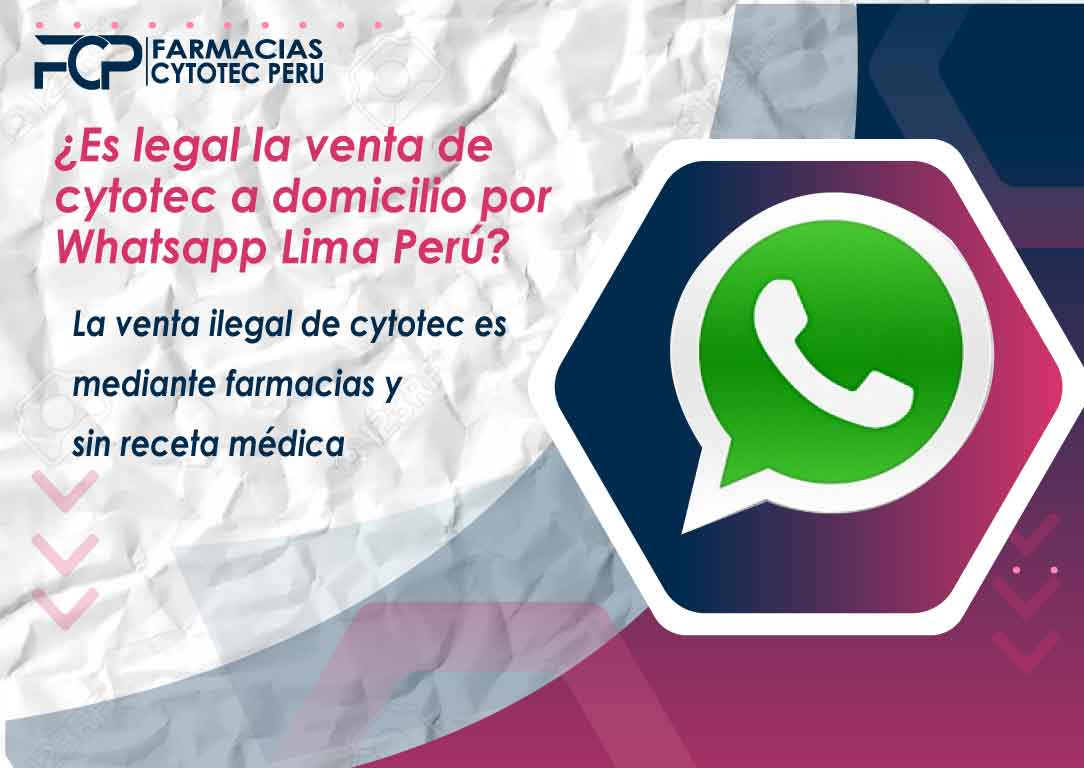 FCP FARMACIAS
CYTOTEC PERU
¿Es legal la venta de
cytotec a domicilio por
Whatsapp Lima Perú?
La venta ilegal de cytotec es
mediante farmacias y
sin receta médica